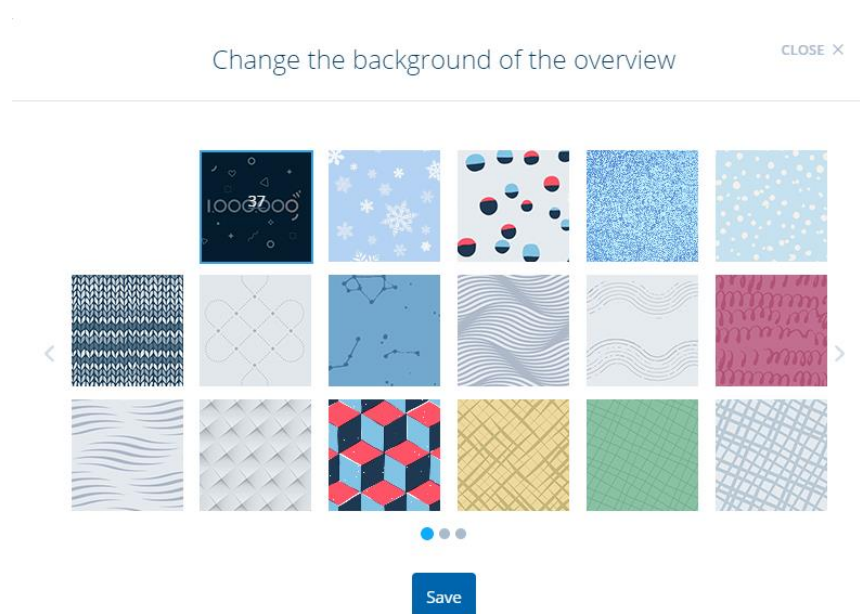 Change the background of the overview
CLOSE ×
37
1.000.000
Save